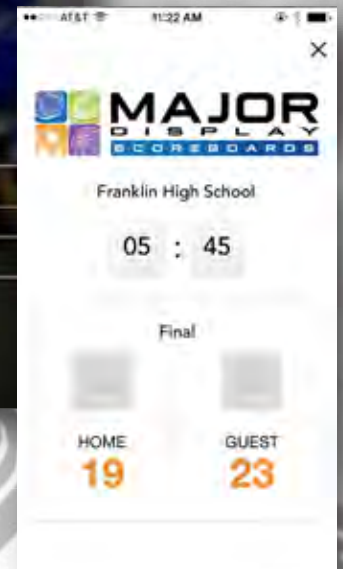 AT&T 11:22 AM
MAJOR
DISPLAY
SCOREBOARDS
Franklin High School
05 : 45
Final
HOME GUEST
19 23